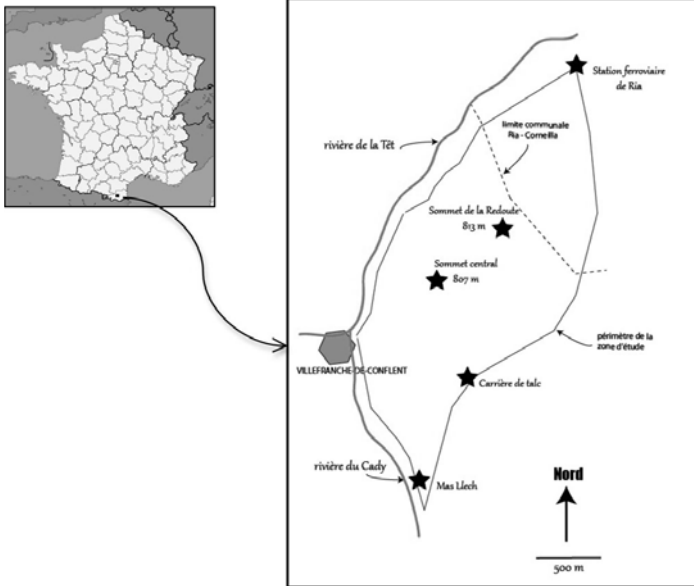 Station ferroviaire
de Ria
limite communale
Ria - Corneilla
rivière de la Têt
Sommet de la Redoute
813 m
Sommet central
807 m
périmètre de la
zone d'étude
VILLEFRANCHE-DE-CONFLENT
Carrière de talc
rivière du Cady
Mas Llech
Nord
500 m